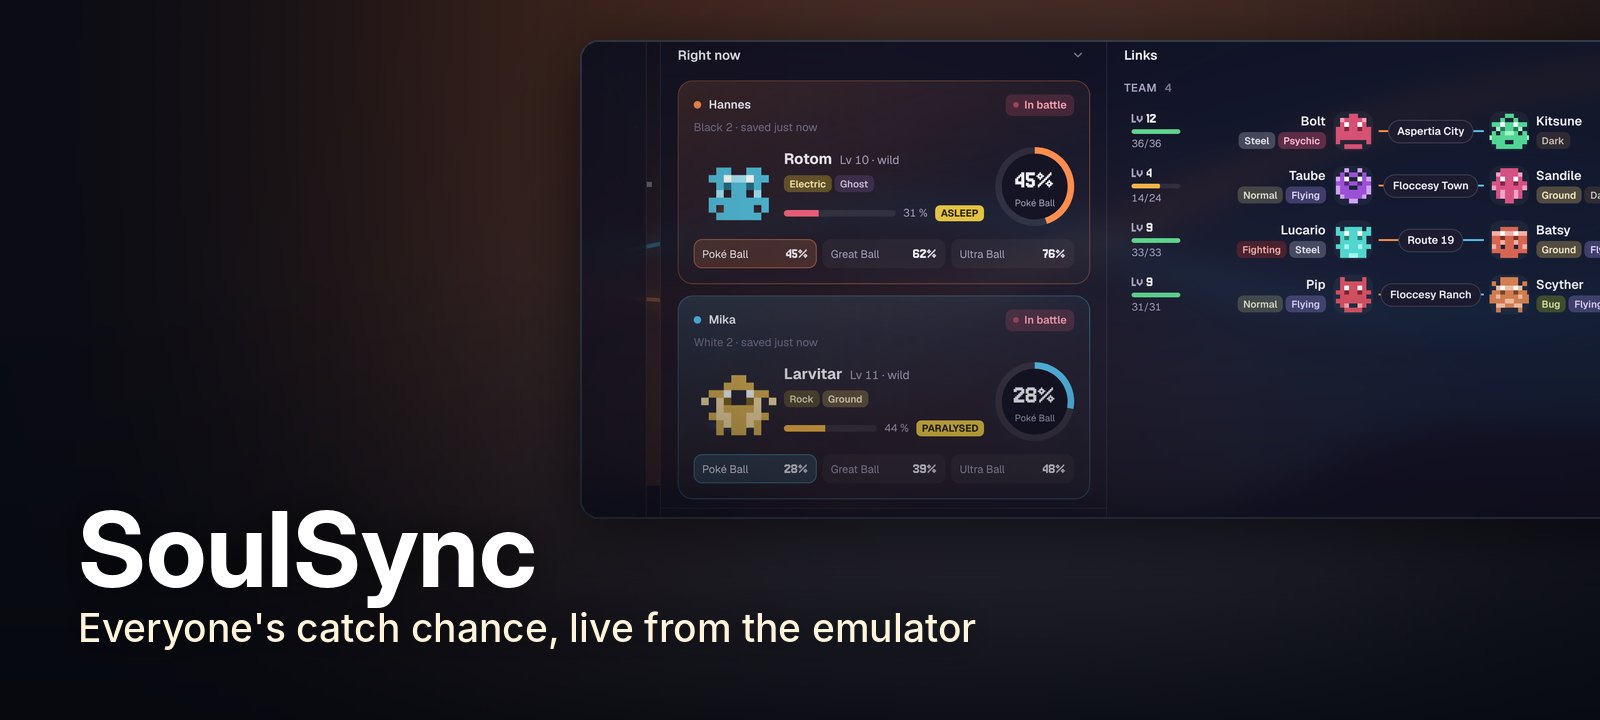 Right now
Hannes
In battle
Black 2 · saved just now
Rotom Lv 10 · wild
Electric Ghost
31 % ASLEEP
45%
Poké Ball
Poké Ball 45%
Great Ball 62%
Ultra Ball 76%
Mika
In battle
White 2 · saved just now
Larvitar Lv 11 · wild
Rock Ground
44 % PARALYSED
28%
Poké Ball
Poké Ball 28%
Great Ball 39%
Ultra Ball 48%
Links
TEAM 4
Lv 12
36/36
Bolt
Steel Psychic
Aspertia City
Kitsune
Dark
Lv 4
14/24
Taube
Normal Flying
Floccesy Town
Sandile
Ground
Lv 9
33/33
Lucario
Fighting Steel
Route 19
Batsy
Ground
Lv 9
31/31
Pip
Normal Flying
Floccesy Ranch
Scyther
Bug Flying
SoulSync
Everyone's catch chance, live from the emulator